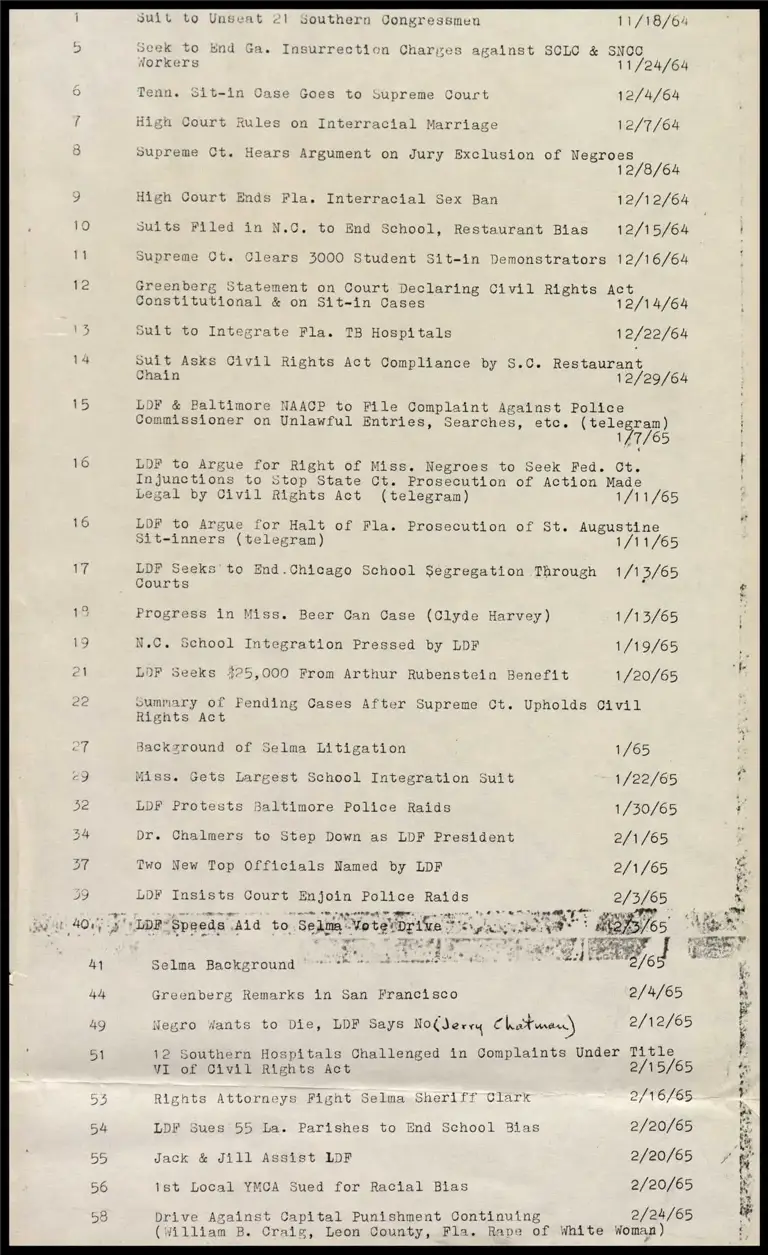 1 Suit to Unseat 21 Southern Congressmen 11/18/64
5 Seek to End Ga. Insurrection Charges against SCLC & SNCC
Workers 11/24/64
6 Tenn. Sit-in Case Goes to Supreme Court 12/4/64
7 High Court Rules on Interracial Marriage 12/7/64
8 Supreme Ct. Hears Argument on Jury Exclusion of Negroes
12/8/64
9 High Court Ends Fla. Interracial Sex Ban 12/12/64
10 Suits Filed in N.C. to End School, Restaurant Bias 12/15/64
11 Supreme Ct. Clears 3000 Student Sit-in Demonstrators 12/16/64
12 Greenberg Statement on Court Declaring Civil Rights Act
Constitutional & on Sit-in Cases 12/14/64
13 Suit to Integrate Fla. TB Hospitals 12/22/64
14 Suit Asks Civil Rights Act Compliance by S.C. Restaurant
Chain 12/29/64
15 LDF & Baltimore NAACP to File Complaint Against Police
Commissioner on Unlawful Entries, Searches, etc. (telegram)
1/7/65
16 LDF to Argue for Right of Miss. Negroes to Seek Fed. Ct.
Injunctions to Stop State Ct. Prosecution of Action Made
Legal by Civil Rights Act (telegram) 1/11/65
16 LDF to Argue for Halt of Fla. Prosecution of St. Augustine
Sit-inners (telegram) 1/11/65
17 LDF Seeks to End Chicago School Segregation Through 1/13/65
Courts
18 Progress in Miss. Beer Can Case (Clyde Harvey) 1/13/65
19 N.C. School Integration Pressed by LDF 1/19/65
21 LDF Seeks $25,000 From Arthur Rubenstein Benefit 1/20/65
22 Summary of Pending Cases After Supreme Ct. Upholds Civil
Rights Act
27 Background of Selma Litigation 1/65
29 Miss. Gets Largest School Integration Suit 1/22/65
32 LDF Protests Baltimore Police Raids 1/30/65
34 Dr. Chalmers to Step Down as LDF President 2/1/65
37 Two New Top Officials Named by LDF 2/1/65
39 LDF Insists Court Enjoin Police Raids 2/3/65
40 LDF Speeds Aid to Selma Vote Drive 2/3/65
41 Selma Background 2/65
44 Greenberg Remarks in San Francisco 2/4/65
49 Negro Wants to Die, LDF Says No (Jerry Chatman) 2/12/65
51 12 Southern Hospitals Challenged in Complaints Under Title
VI of Civil Rights Act 2/15/65
53 Rights Attorneys Fight Selma Sheriff Clark 2/16/65
54 LDF Sues 55 La. Parishes to End School Bias 2/20/65
55 Jack & Jill Assist LDF 2/20/65
56 1st Local YMCA Sued for Racial Bias 2/20/65
58 Drive Against Capital Punishment Continuing 2/24/65
(William B. Craig, Leon County, Fla. Rape of White Woman)